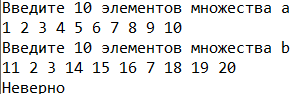 Введите 10 элементов множества a
1 2 3 4 5 6 7 8 9 10
Введите 10 элементов множества b
11 2 3 14 15 16 7 18 19 20
Неверно